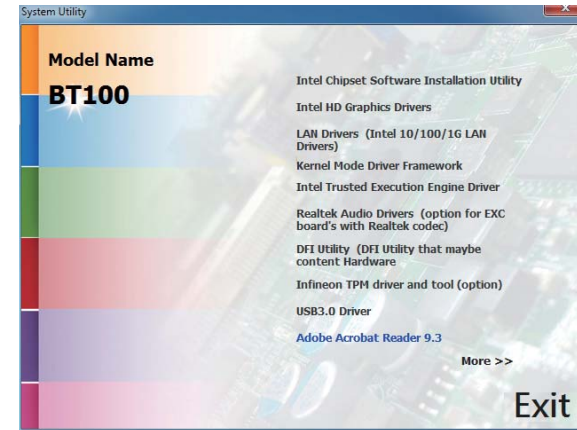 System Utility
Model Name
BT100
Intel Chipset Software Installation Utility
Intel HD Graphics Drivers
LAN Drivers (Intel 10/100/1G LAN
Drivers)
Kernel Mode Driver Framework
Intel Trusted Execution Engine Driver
Realtek Audio Drivers (option for EXC
board's with Realtek codec)
DFI Utility (DFI Utility that maybe
content Hardware
Infineon TPM driver and tool (option)
USB3.0 Driver
Adobe Acrobat Reader 9.3
More >>
Exit